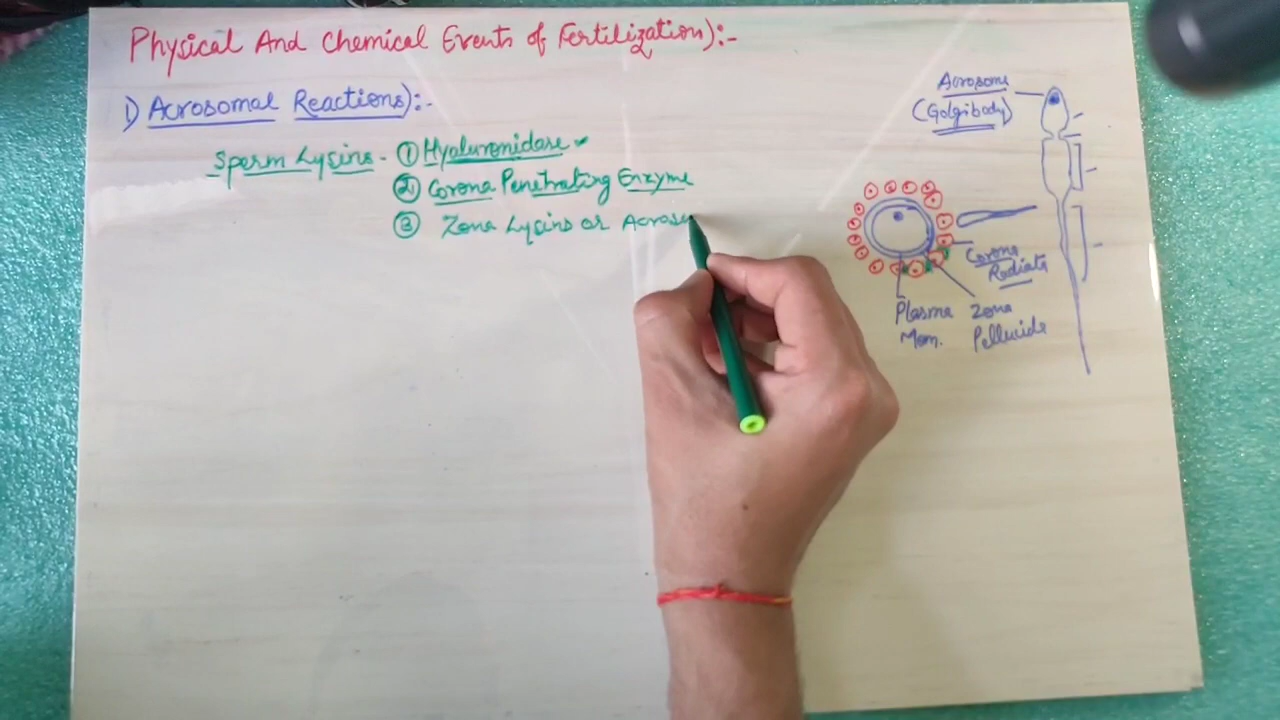 Physical And Chemical Events of Fertilization):-
1) Acrosomal Reactions):-
Sperm Lysins - ① Hyaluronidase
② Corona Penetrating Enzyme
③ Zona Lysins or Acrosi
Acrosome
(Golgibody)
Corona
Radiata
Plasma
Mem.
Zona
Pellucida